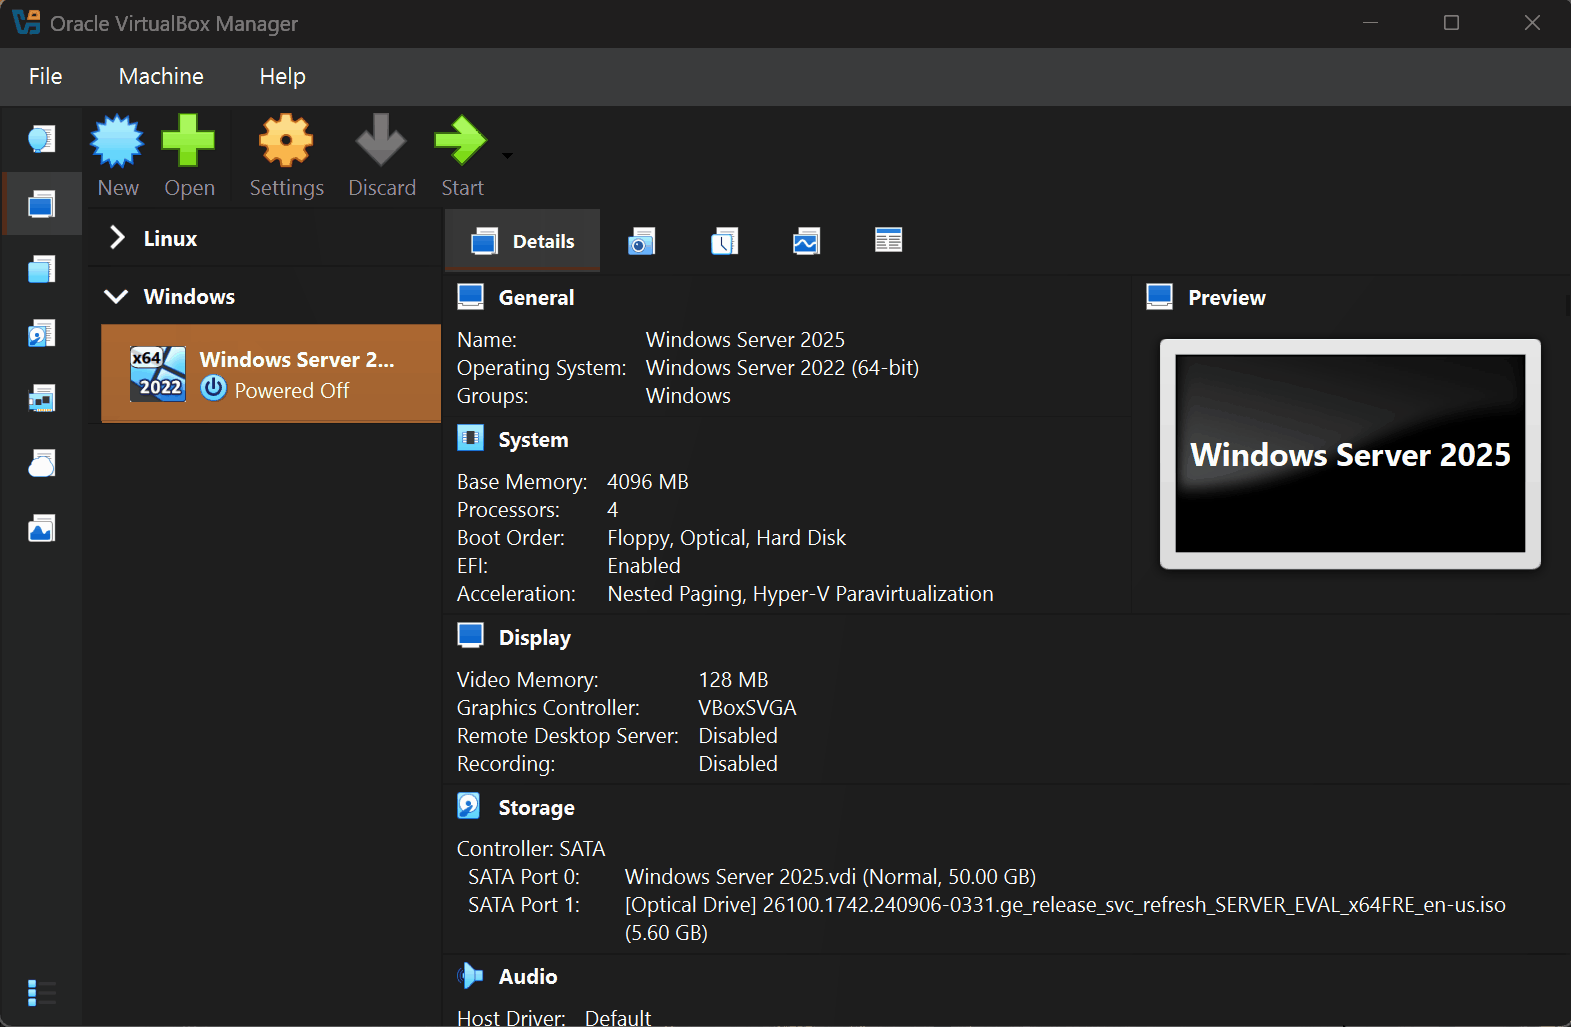 Oracle VirtualBox Manager
File Machine Help
New Open Settings Discard Start
Linux
Windows
x64
2022
Windows Server 2...
Powered Off
Details
General
Name: Windows Server 2025
Operating System: Windows Server 2022 (64-bit)
Groups: Windows
Preview
Windows Server 2025
System
Base Memory: 4096 MB
Processors: 4
Boot Order: Floppy, Optical, Hard Disk
EFI: Enabled
Acceleration: Nested Paging, Hyper-V Paravirtualization
Display
Video Memory: 128 MB
Graphics Controller: VBoxSVGA
Remote Desktop Server: Disabled
Recording: Disabled
Storage
Controller: SATA
SATA Port 0: Windows Server 2025.vdi (Normal, 50.00 GB)
SATA Port 1: [Optical Drive] 26100.1742.240906-0331.ge_release_svc_refresh_SERVER_EVAL_x64FRE_en-us.iso
(5.60 GB)
Audio
Host Driver: Default